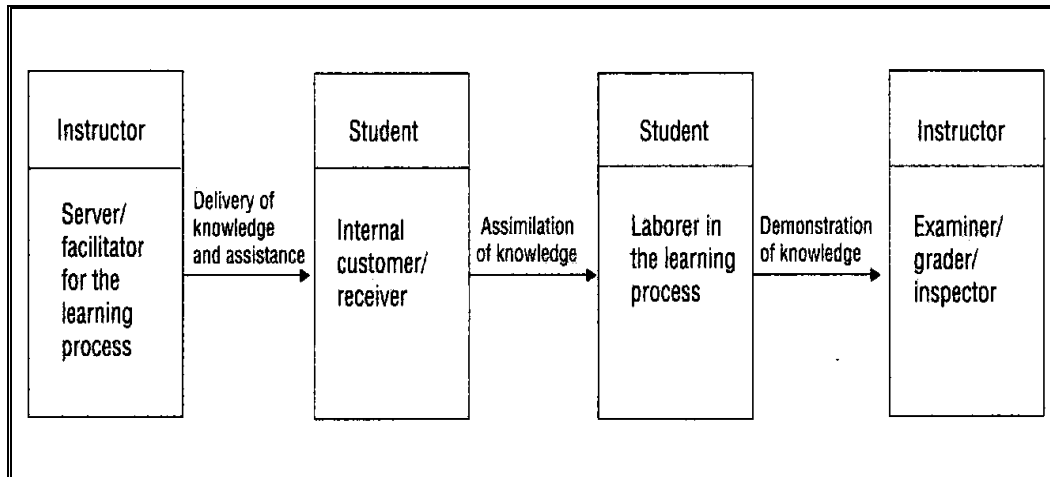 Instructor
Server/
facilitator
for the
learning
process
Delivery of
knowledge
and assistance
Student
Internal
customer/
receiver
Assimilation
of knowledge
Student
Laborer in
the learning
process
Demonstration
of knowledge
Instructor
Examiner/
grader/
inspector